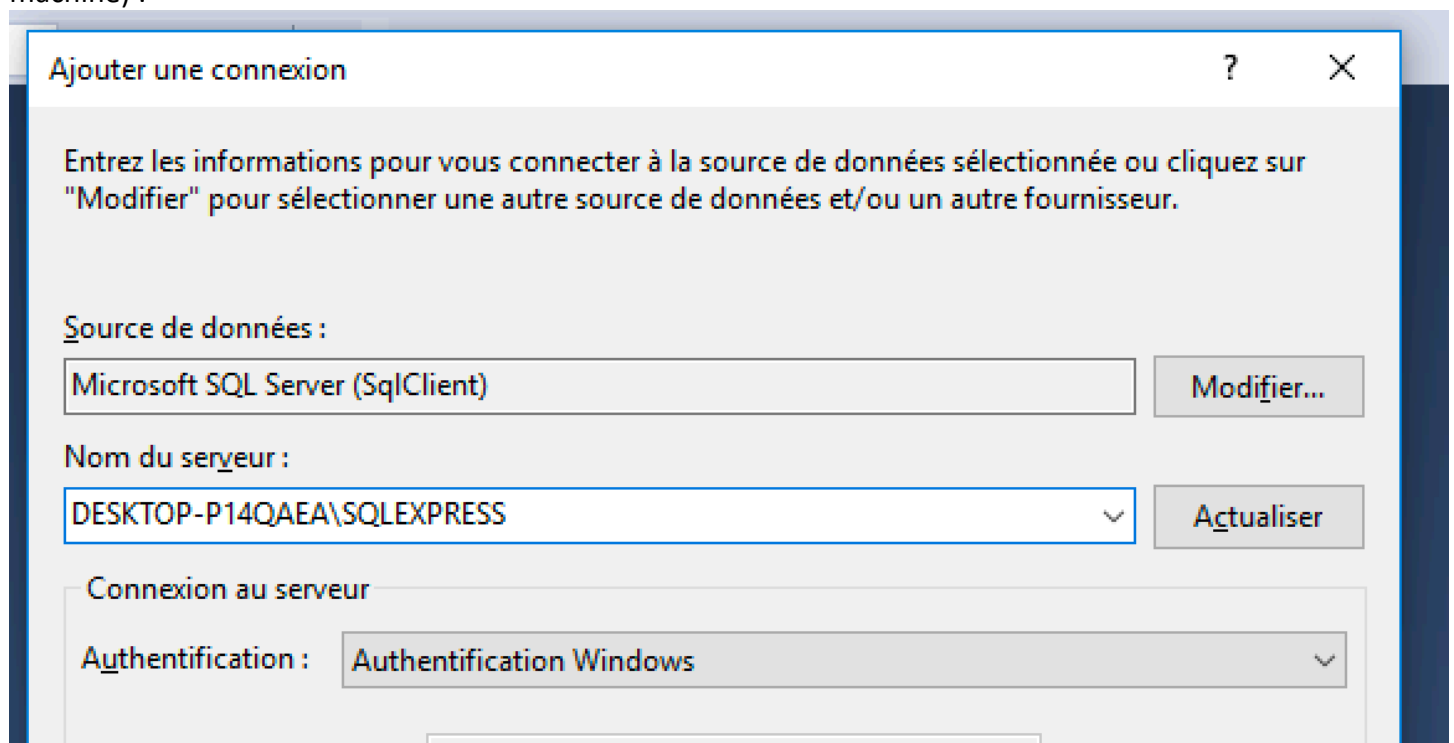 machine) :
Ajouter une connexion
?
Entrez les informations pour vous connecter à la source de données sélectionnée ou cliquez sur
"Modifier" pour sélectionner une autre source de données et/ou un autre fournisseur.
Source de données :
Microsoft SQL Server (SqlClient)
Modifier...
Nom du serveur :
DESKTOP-P14QAEA\SQLEXPRESS
Actualiser
Connexion au serveur
Authentification :
Authentification Windows